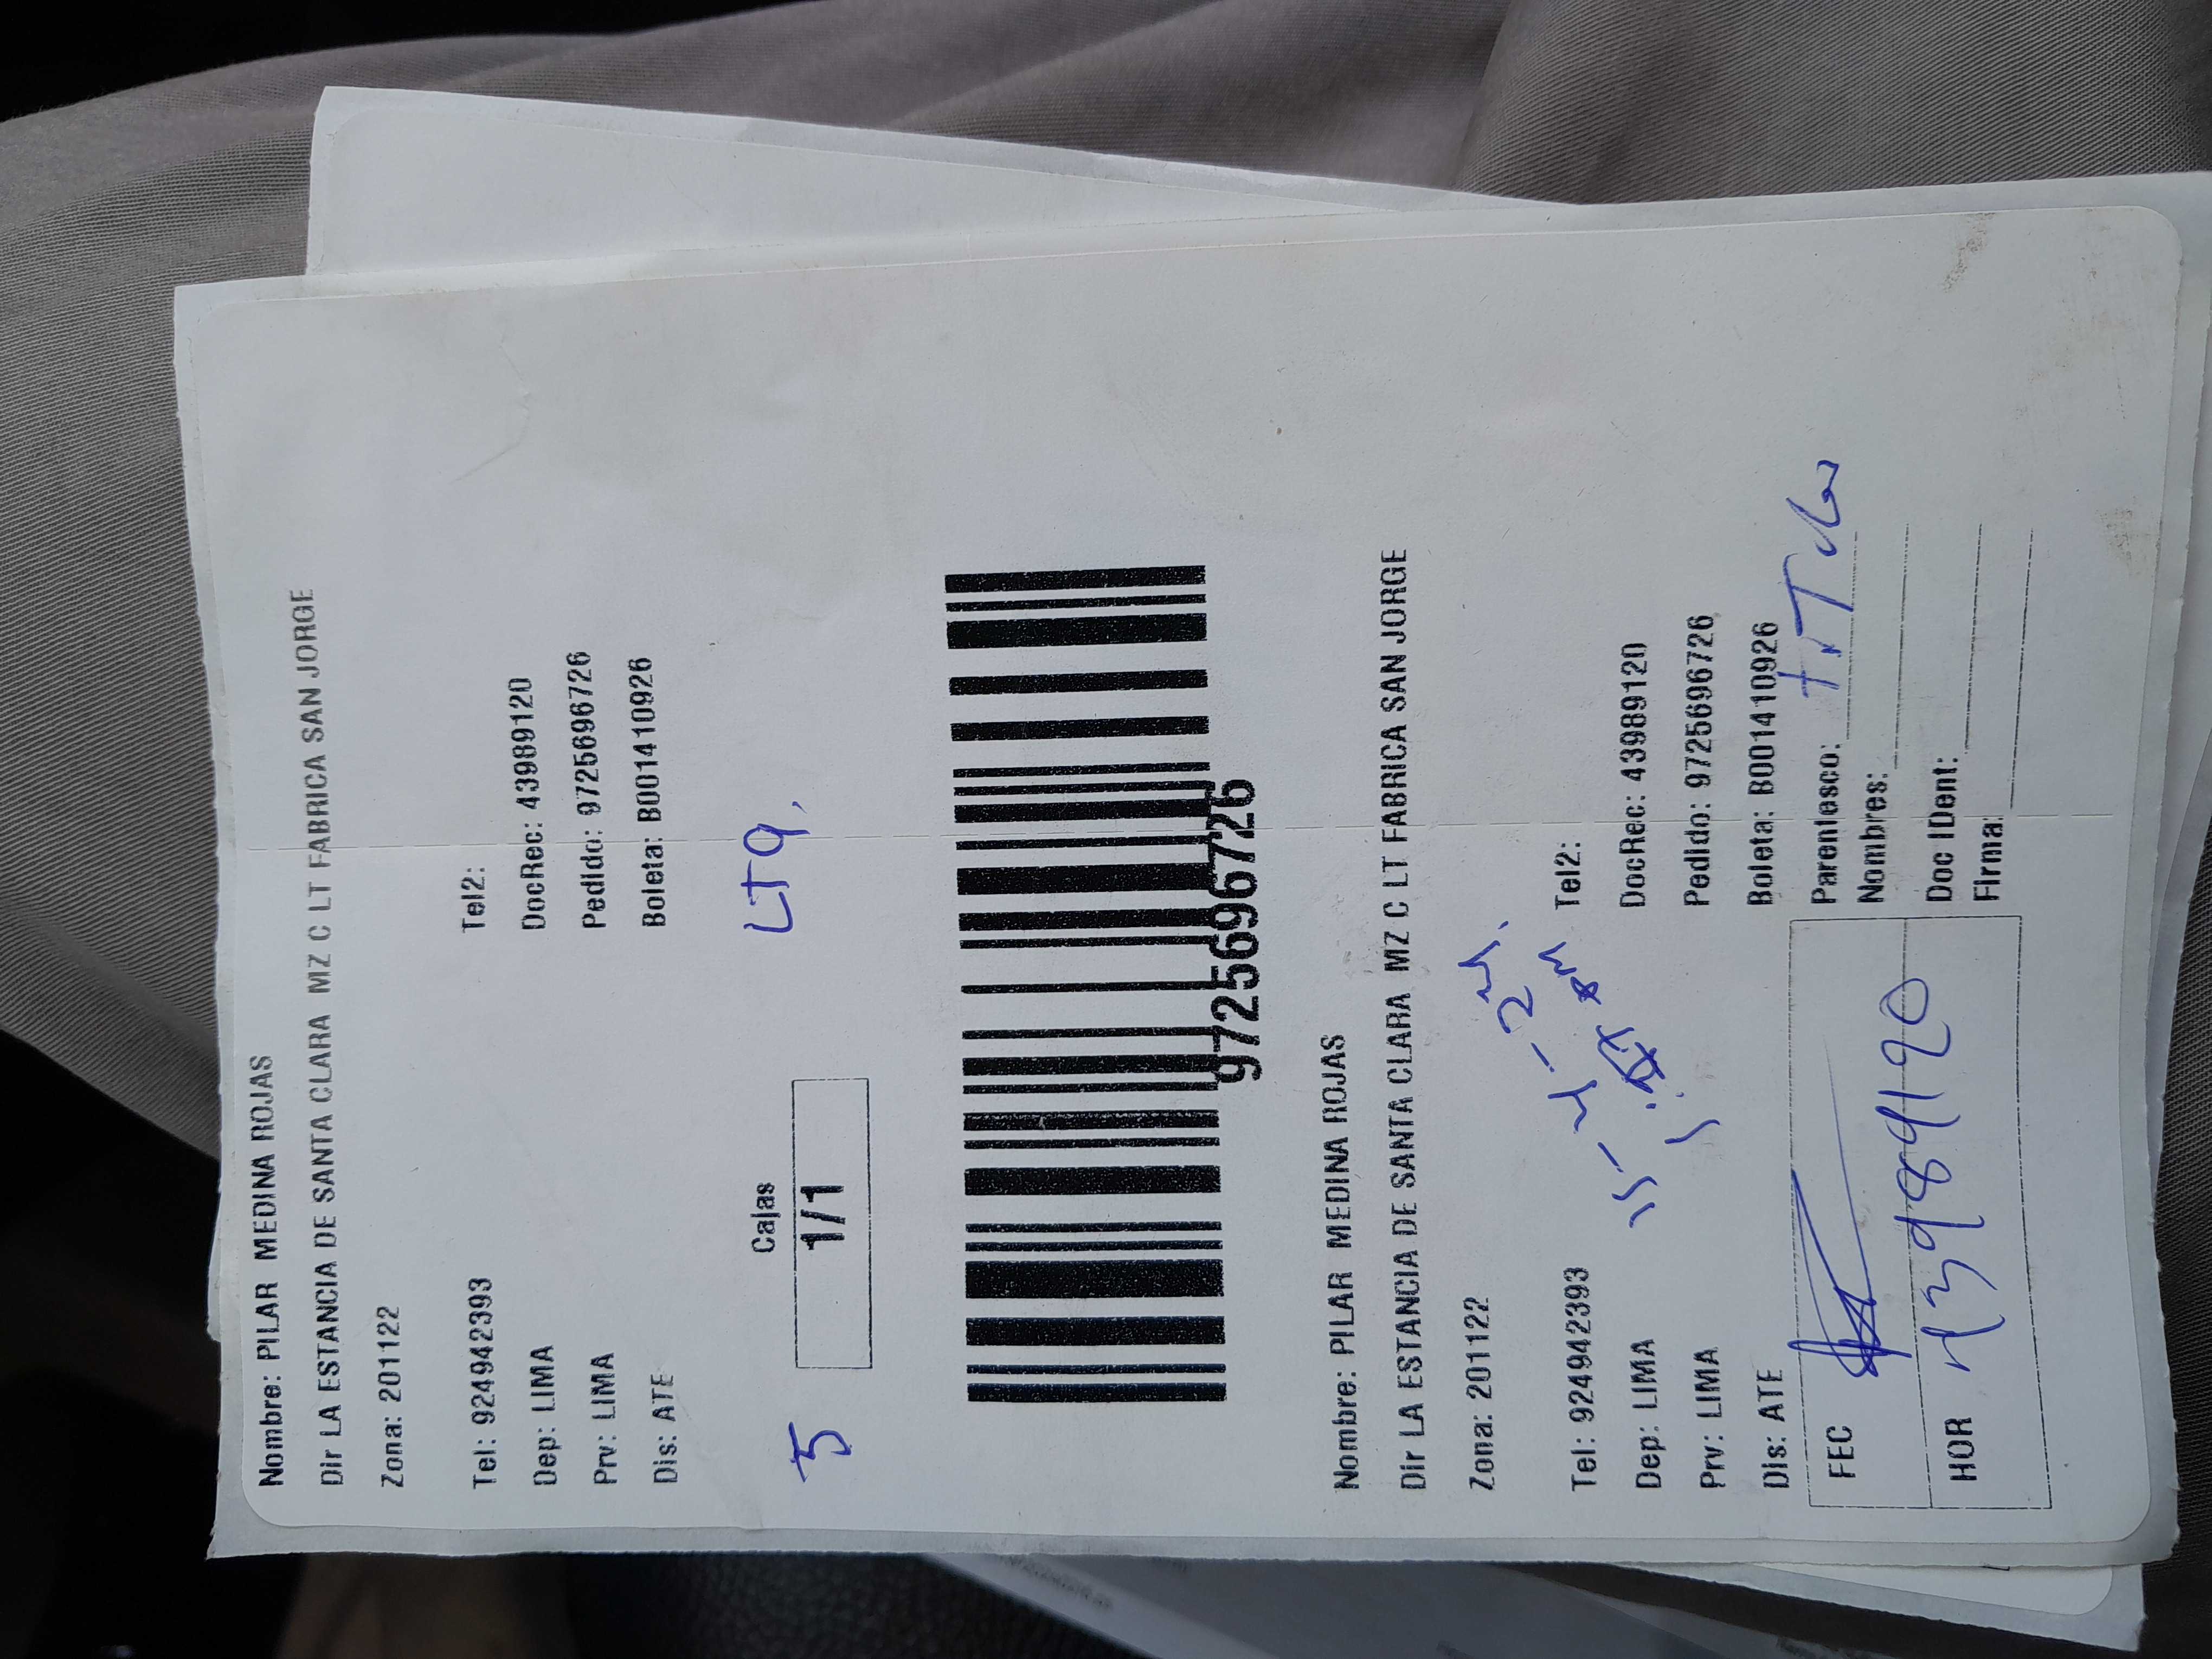 Nombre: PILAR MEDINA ROJAS
Dir LA ESTANCIA DE SANTA CLARA MZ C LT FABRICA SAN JORGE
Zona: 201122
Tel: 924942393 Tel2:
Dep: LIMA DocRec: 43989120
Prv: LIMA Pedido: 9725696726
Dis: ATE Boleta: B001410926
Cajas LT9.
5 1/1
9725696726
Nombre: PILAR MEDINA ROJAS
Dir LA ESTANCIA DE SANTA CLARA MZ C LT FABRICA SAN JORGE
Zona: 201122
Tel: 924942393 Tel2:
Dep: LIMA DocRec: 43989120
Prv: LIMA Pedido: 9725696726
Dis: ATE Boleta: B001410926
FEC Parentesco: TiTular
Nombres:
HOR 43989120 Doc IDent:
Firma: